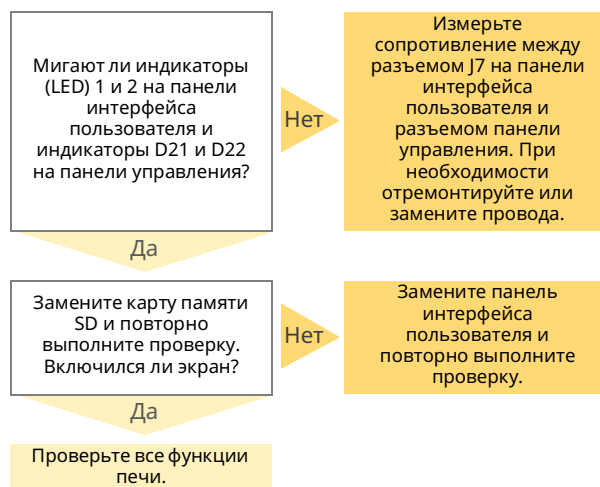 Мигают ли индикаторы
(LED) 1 и 2 на панели
интерфейса
пользователя и
индикаторы D21 и D22
на панели управления?
Нет
Измерьте
сопротивление между
разъемом J7 на панели
интерфейса
пользователя и
разъемом панели
управления. При
необходимости
отремонтируйте или
замените провода.
Да
Замените карту памяти
SD и повторно
выполните проверку.
Включился ли экран?
Нет
Замените панель
интерфейса
пользователя и
повторно выполните
проверку.
Да
Проверьте все функции
печи.